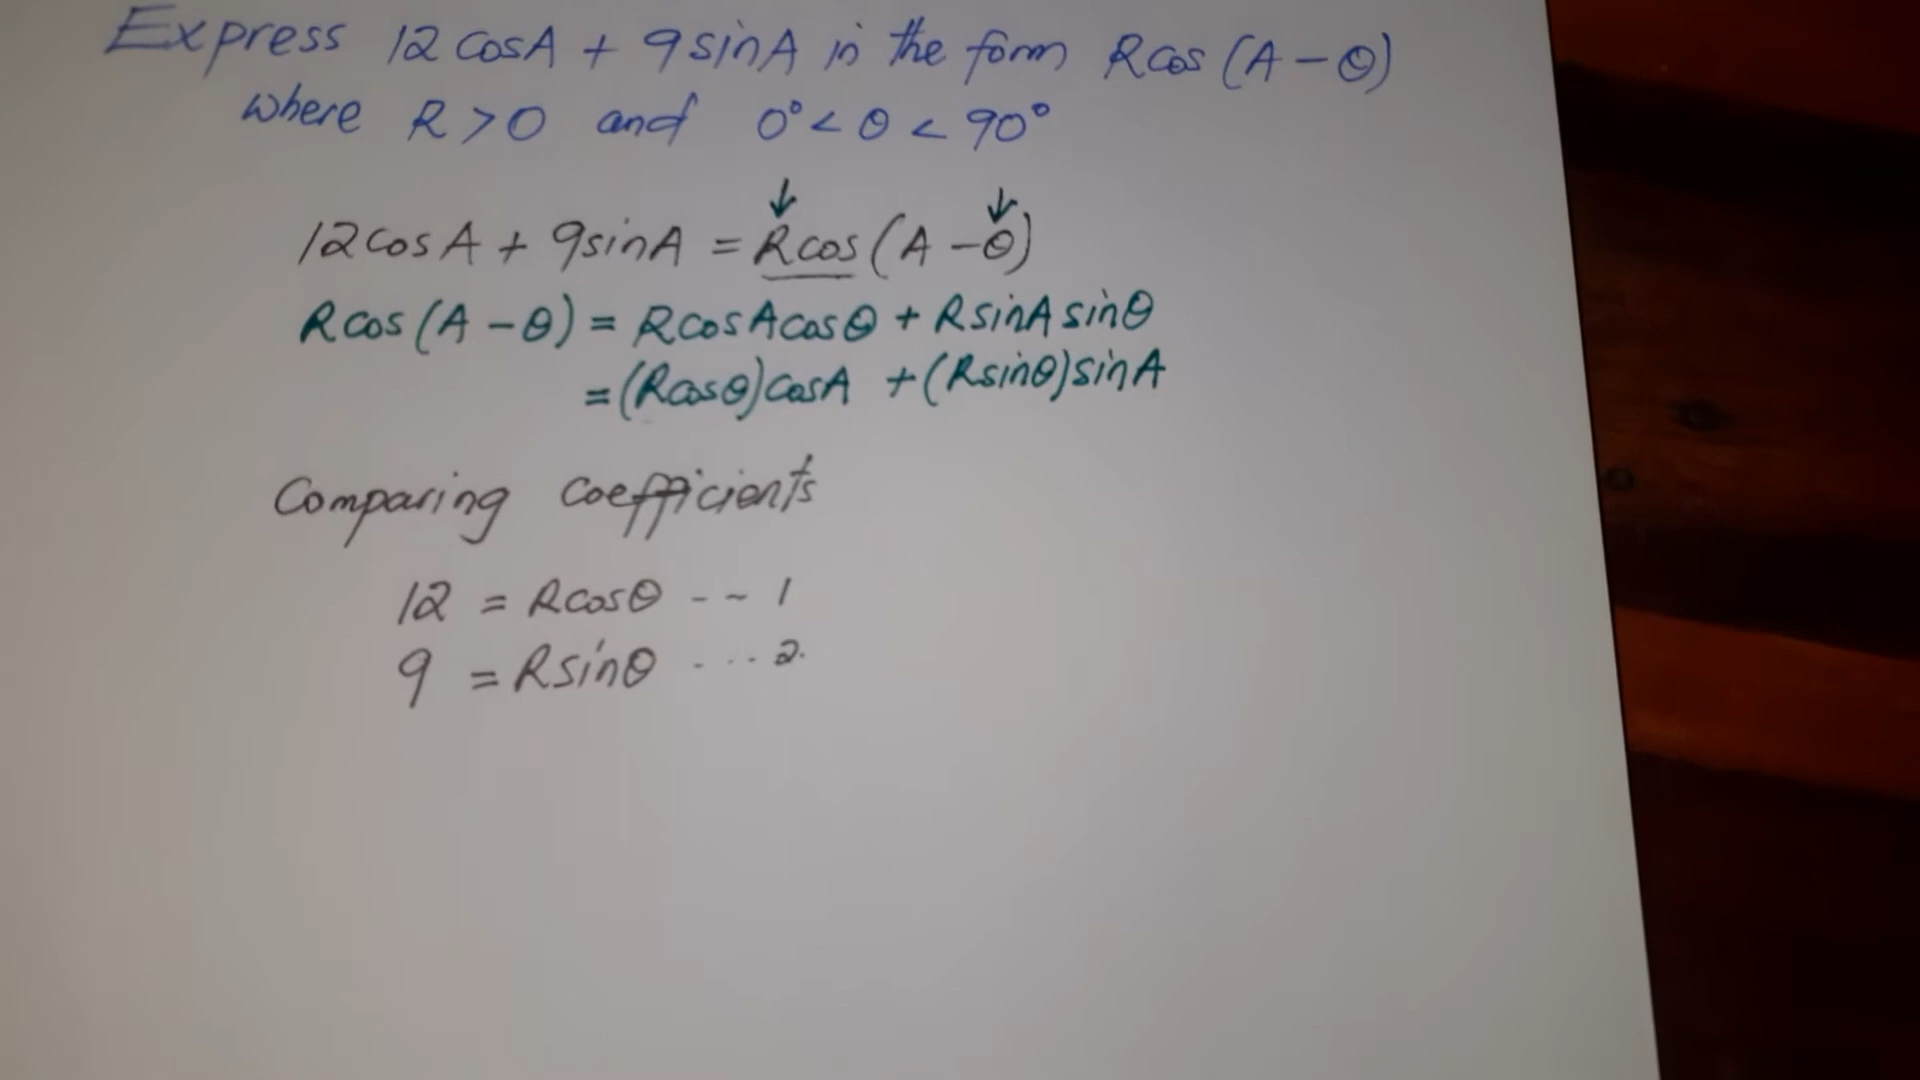 Express 12 cosA + 9 sinA in the form Rcos (A - θ)
where R > 0 and 0° < θ < 90°
12cosA + 9sinA = Rcos (A - θ)
Rcos (A - θ) = RcosAcosθ + RsinAsinθ
= (Rcosθ)cosA + (Rsinθ)sinA
Comparing coefficients
12 = Rcosθ - - 1
9 = Rsinθ - ... 2.